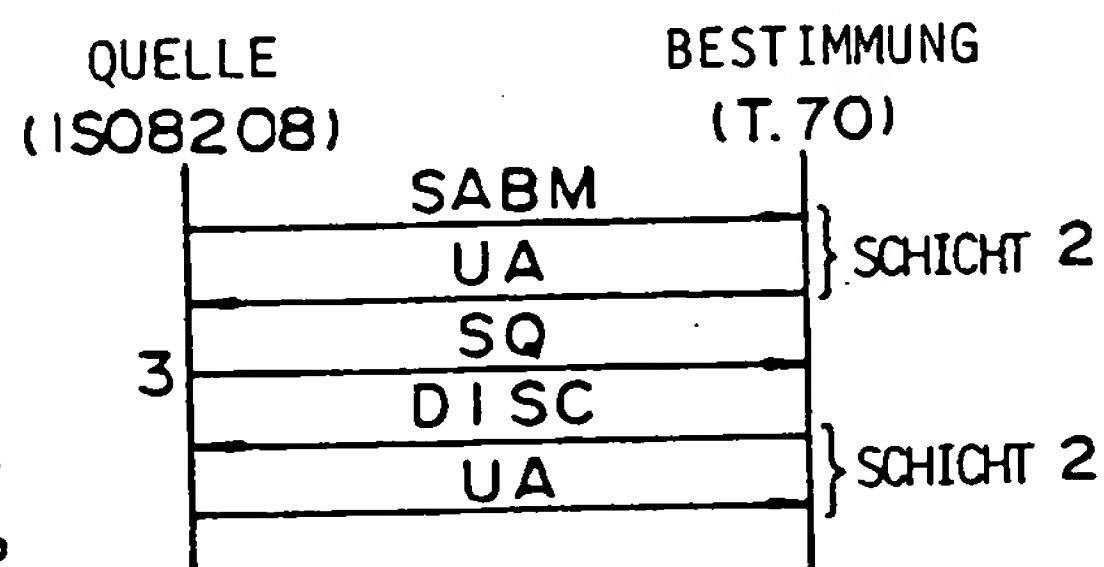 QUELLE BESTIMMUNG
(ISO8208) (T.70)
SABM
UA } SCHICHT 2
SQ
3
DISC
UA } SCHICHT 2